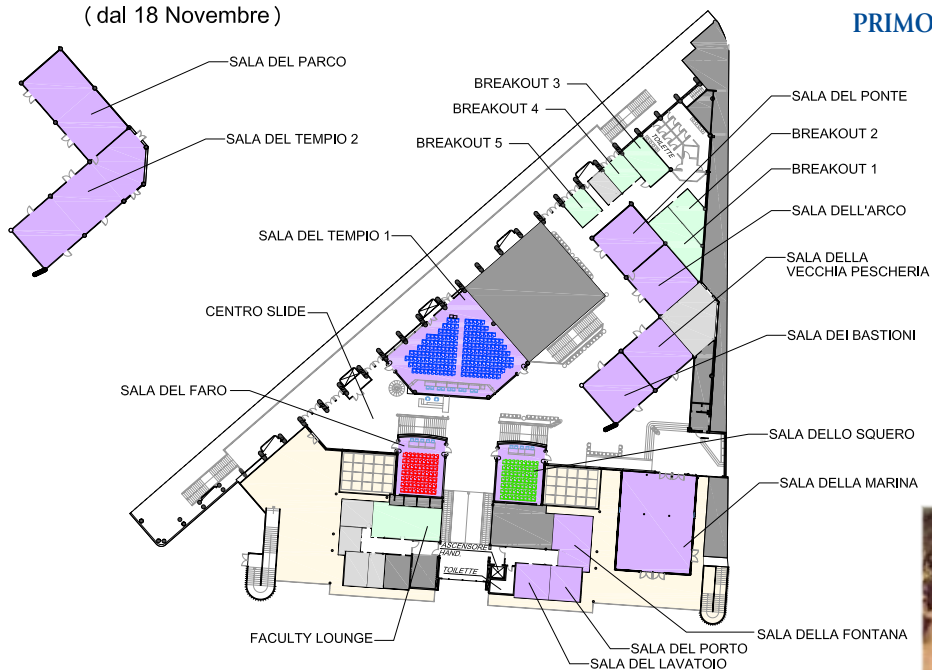 ( dal 18 Novembre )
PRIMO
SALA DEL PARCO
SALA DEL TEMPIO 2
BREAKOUT 3
BREAKOUT 4
BREAKOUT 5
SALA DEL PONTE
BREAKOUT 2
BREAKOUT 1
SALA DELL'ARCO
SALA DELLA
VECCHIA PESCHERIA
SALA DEI BASTIONI
TOILETTE
SALA DEL TEMPIO 1
CENTRO SLIDE
SALA DEL FARO
SALA DELLO SQUERO
SALA DELLA MARINA
ASCENSORE
HAND.
TOILETTE
FACULTY LOUNGE
SALA DELLA FONTANA
SALA DEL PORTO
SALA DEL LAVATOIO